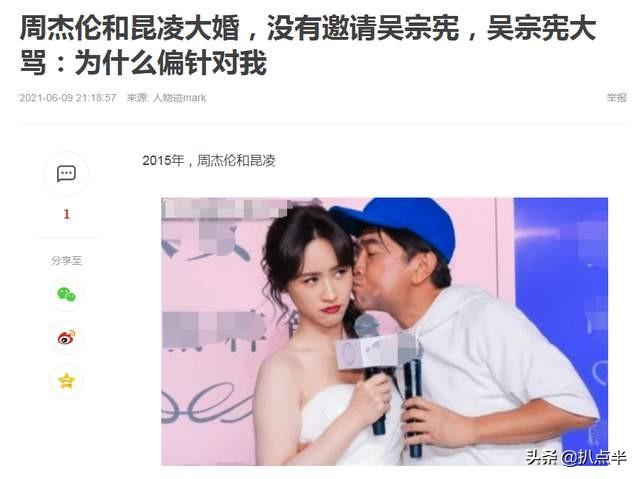 周杰伦和昆凌大婚，没有邀请吴宗宪，吴宗宪大
骂：为什么偏针对我
2021-06-09 21:18:57 来源: 人物迹mark
举报
2015年，周杰伦和昆凌
1
分享至
头条 @扒点半